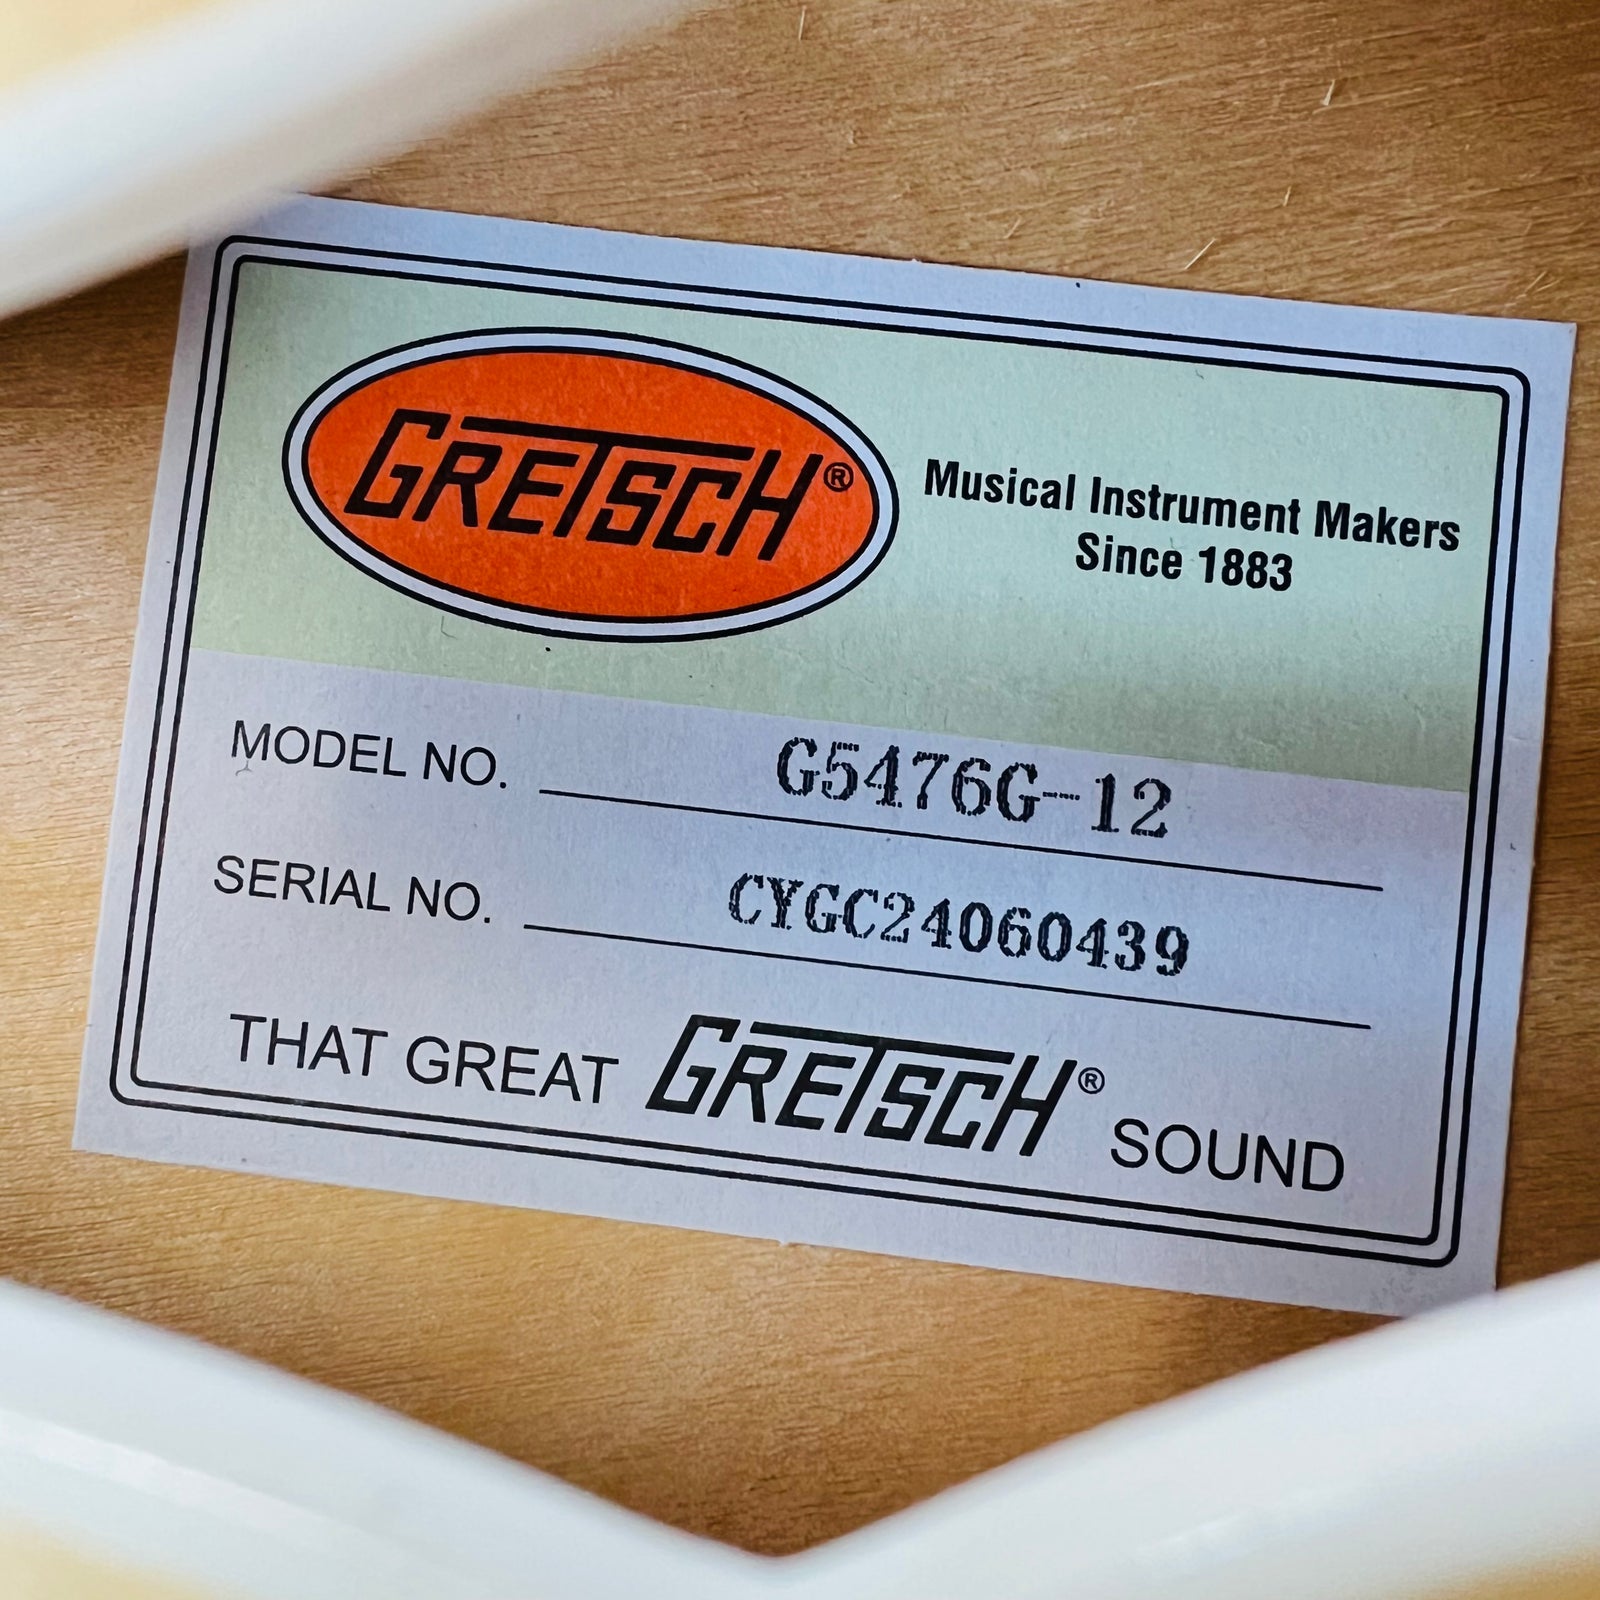 GRETSCH®
Musical Instrument Makers
Since 1883
MODEL NO. G5476G-12
SERIAL NO. CYGC24060439
THAT GREAT GRETSCH® SOUND